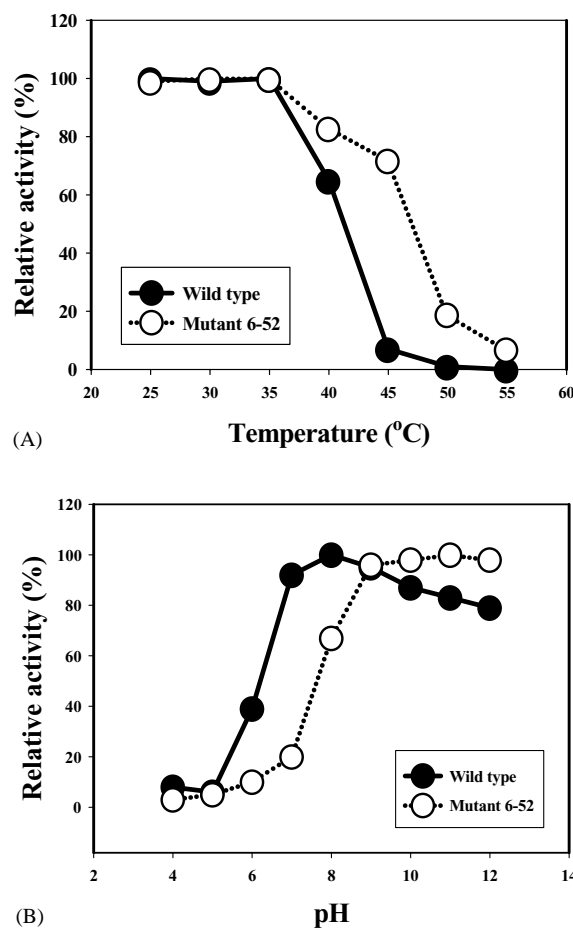 120
100
80
60
40
20
0
Relative activity (%)
Wild type
Mutant 6-52
20 25 30 35 40 45 50 55 60
Temperature (°C)
(A)
120
100
80
60
40
20
0
Relative activity (%)
Wild type
Mutant 6-52
2 4 6 8 10 12 14
pH
(B)